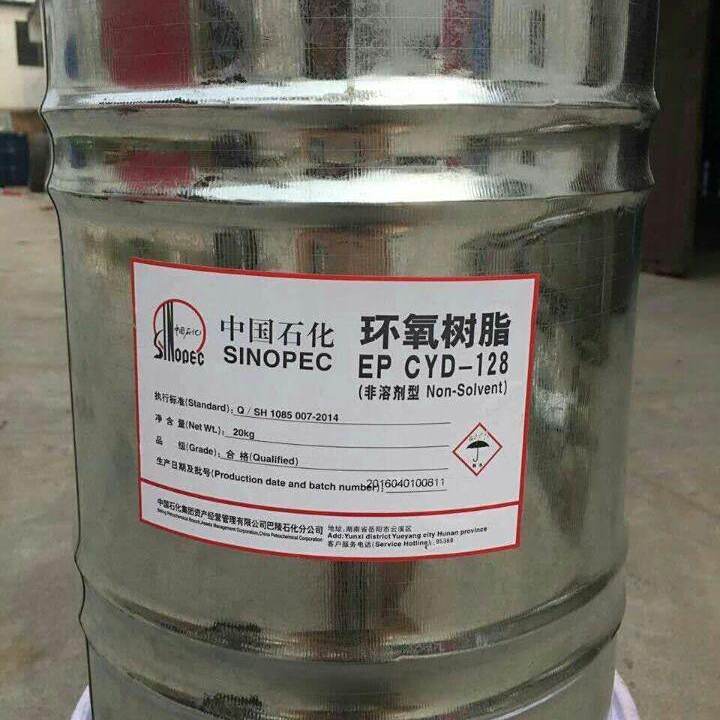 中国石化
SINOPEC
中国石化
SINOPEC
环氧树脂
EP CYD-128
(非溶剂型 Non-Solvent)
执行标准(Standard): Q / SH 1085 007-2014
净 含 量(Net Wt.): 20kg
品 级(Grade): 合 格(Qualified)
生产日期及批号(Production date and batch number): 2016040100811
中国石化集团资产经营管理有限公司巴陵石化分公司
地址:湖南省岳阳市云溪区
Add:Yunxi district Yueyang city Hunan province
客户服务电话(Service Hotline): 95388